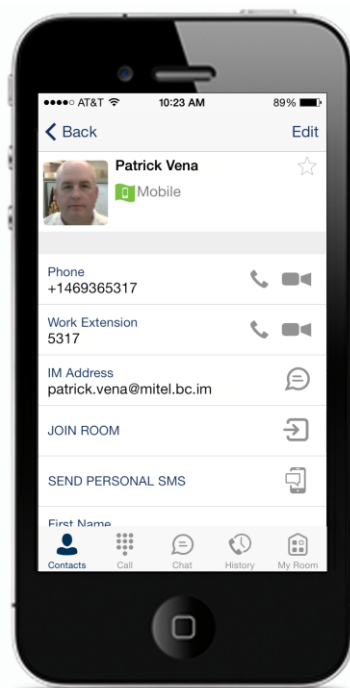 AT&T 10:23 AM 89%
Back Edit
Patrick Vena
Mobile
Phone
+1469365317
Work Extension
5317
IM Address
patrick.vena@mitel.bc.im
JOIN ROOM
SEND PERSONAL SMS
First Name
Contacts Call Chat History My Room